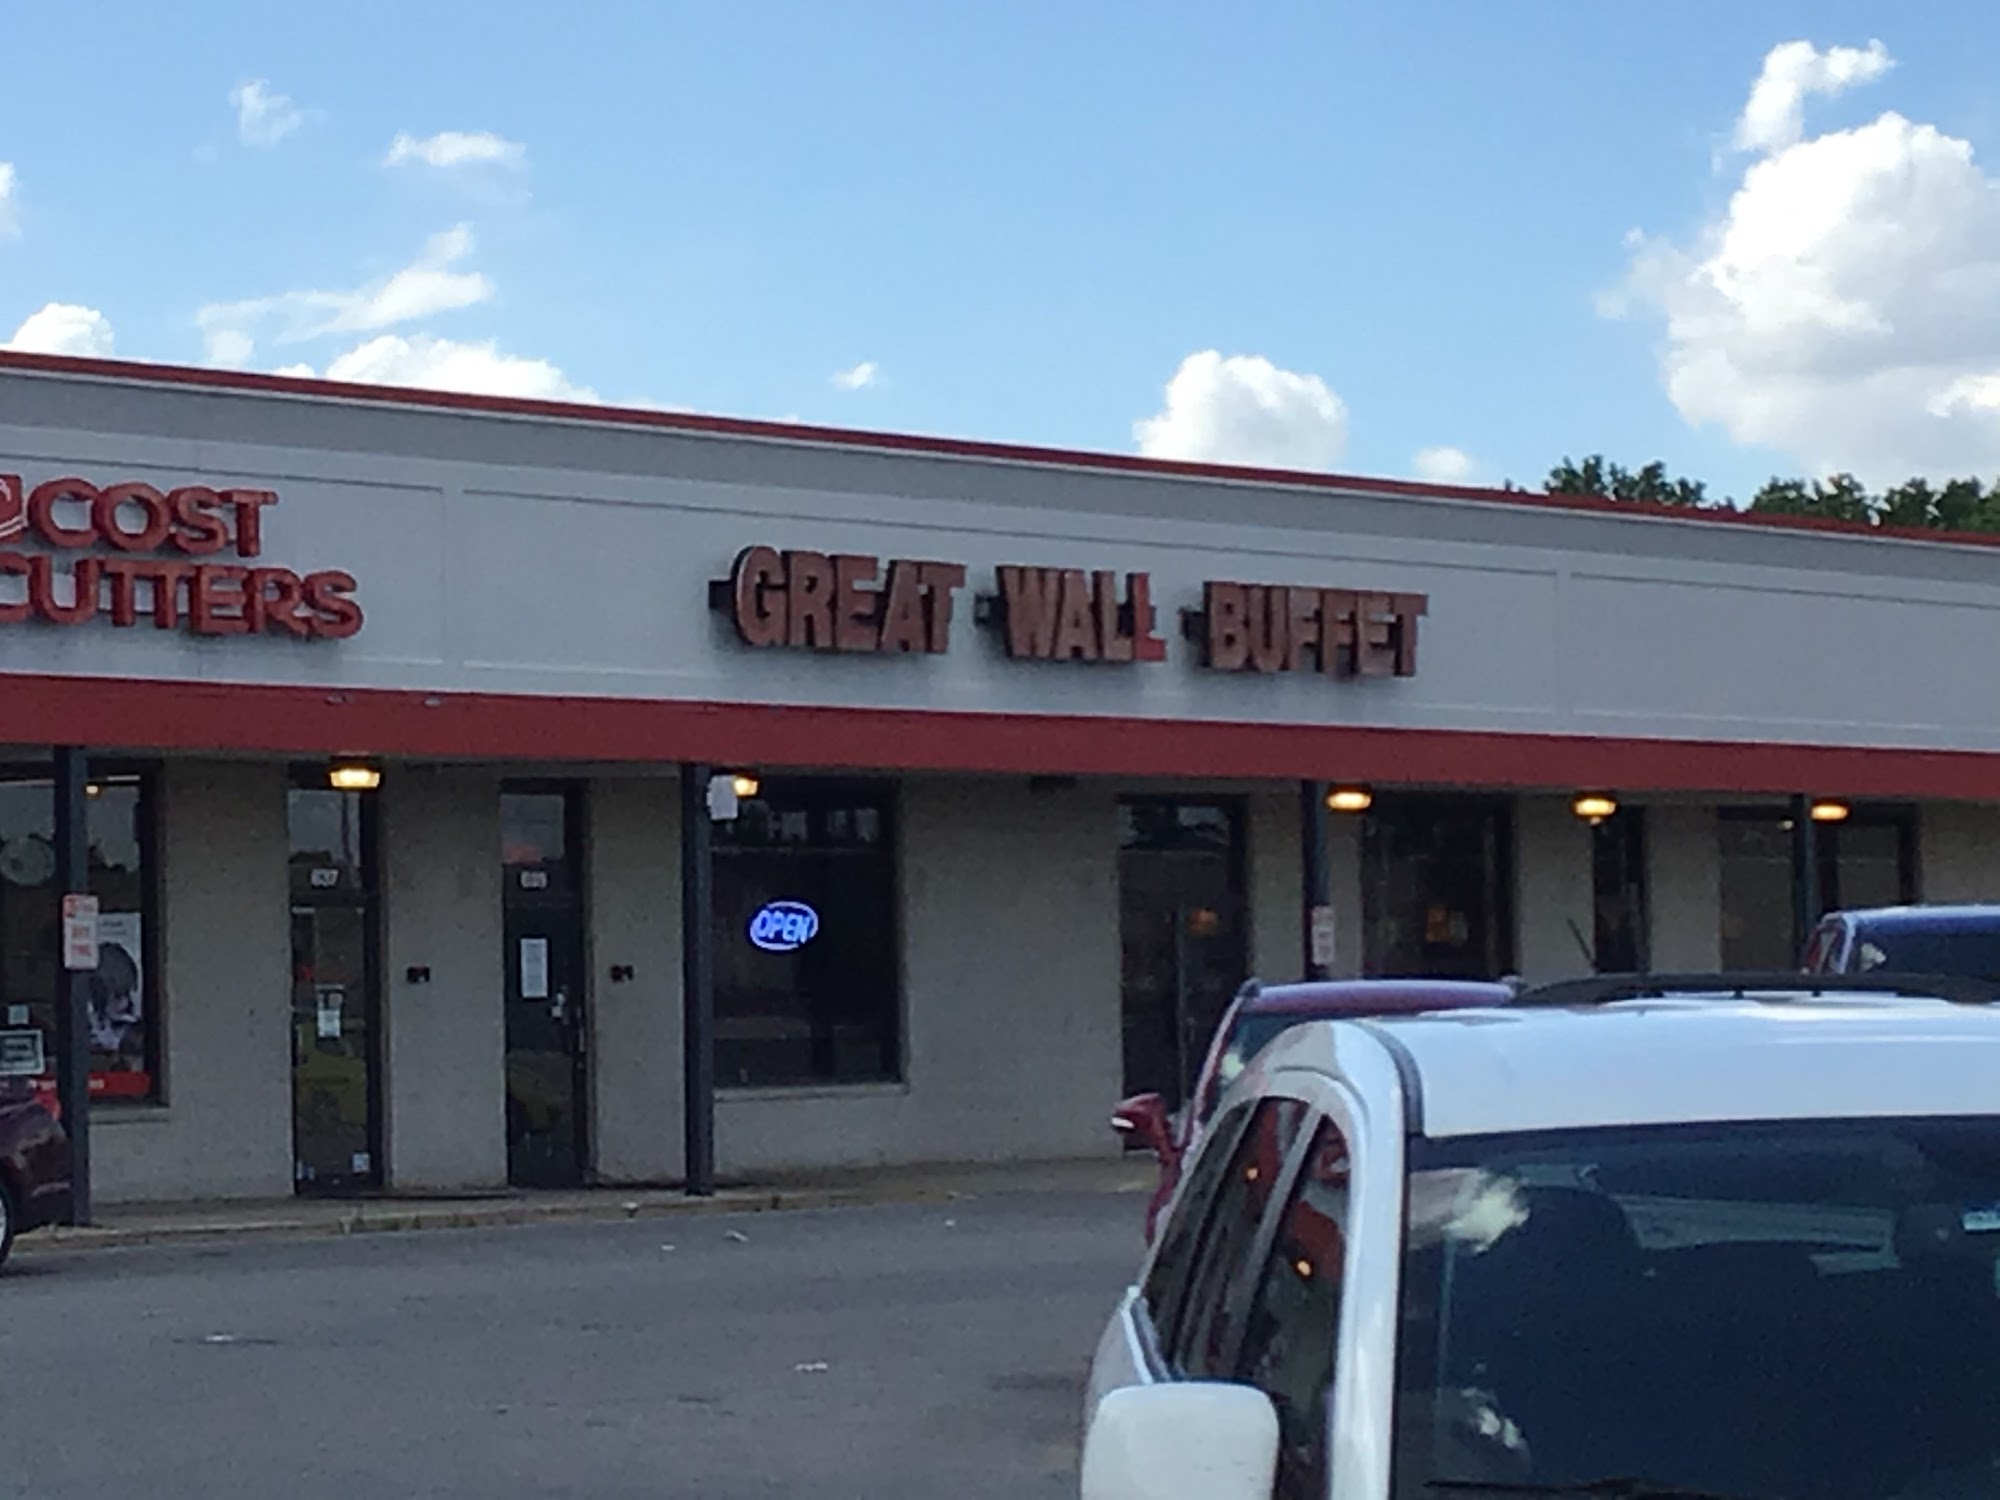 COST
CUTTERS
GREAT WALL BUFFET
OPEN